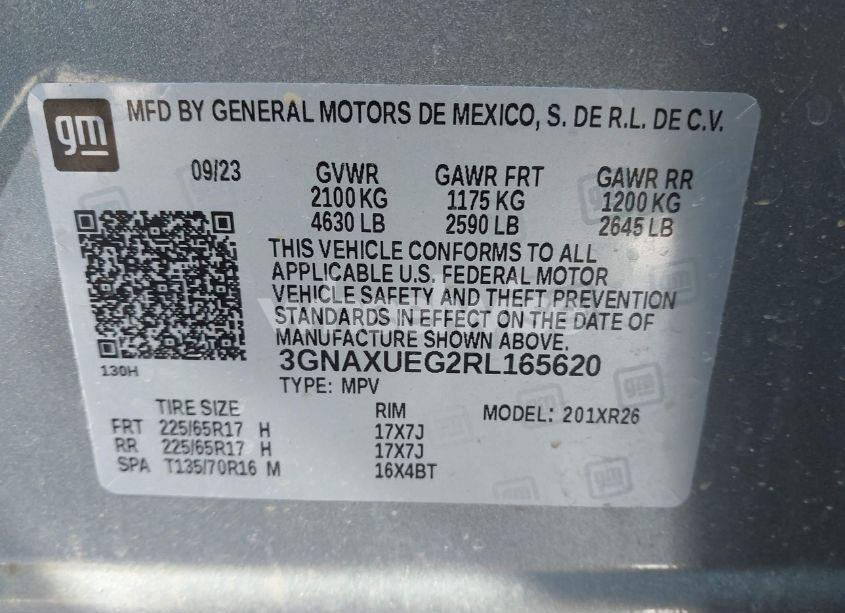 gm MFD BY GENERAL MOTORS DE MEXICO, S. DE R.L. DE C.V.
09/23 GVWR GAWR FRT GAWR RR
2100 KG 1175 KG 1200 KG
4630 LB 2590 LB 2645 LB
THIS VEHICLE CONFORMS TO ALL
APPLICABLE U.S. FEDERAL MOTOR
VEHICLE SAFETY AND THEFT PREVENTION
STANDARDS IN EFFECT ON THE DATE OF
MANUFACTURE SHOWN ABOVE.
3GNAXUEG2RL165620
130H
TYPE: MPV
TIRE SIZE RIM MODEL: 201XR26
FRT 225/65R17 H 17X7J
RR 225/65R17 H 17X7J
SPA T135/70R16 M 16X4BT